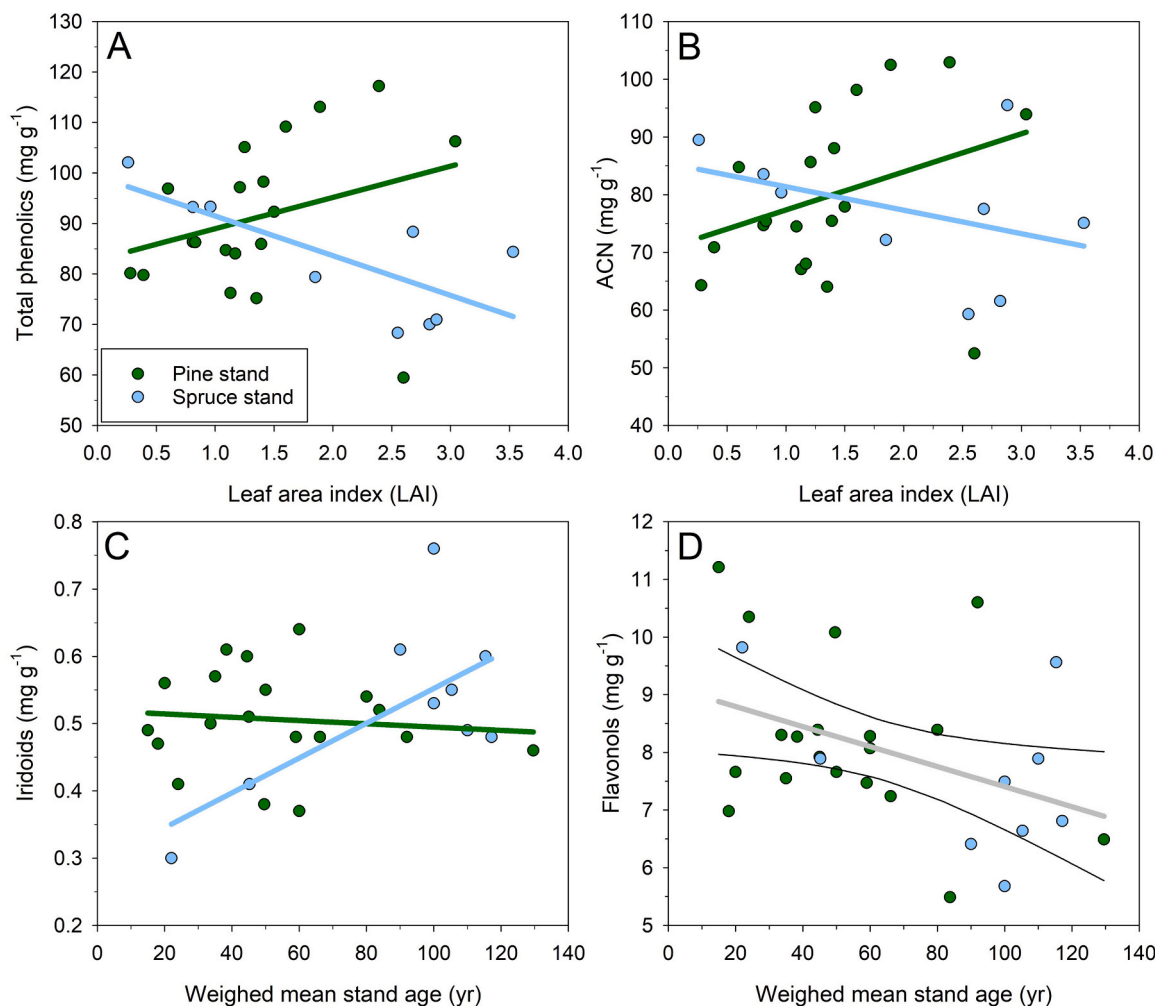 A
Total phenolics (mg g-1)
130
120
110
100
90
80
70
60
50
Pine stand
Spruce stand
0.0 0.5 1.0 1.5 2.0 2.5 3.0 3.5 4.0
Leaf area index (LAI)
B
ACN (mg g-1)
110
100
90
80
70
60
50
40
0.0 0.5 1.0 1.5 2.0 2.5 3.0 3.5 4.0
Leaf area index (LAI)
C
Iridoids (mg g-1)
0.8
0.7
0.6
0.5
0.4
0.3
0.2
0 20 40 60 80 100 120 140
Weighed mean stand age (yr)
D
Flavonols (mg g-1)
12
11
10
9
8
7
6
5
0 20 40 60 80 100 120 140
Weighed mean stand age (yr)